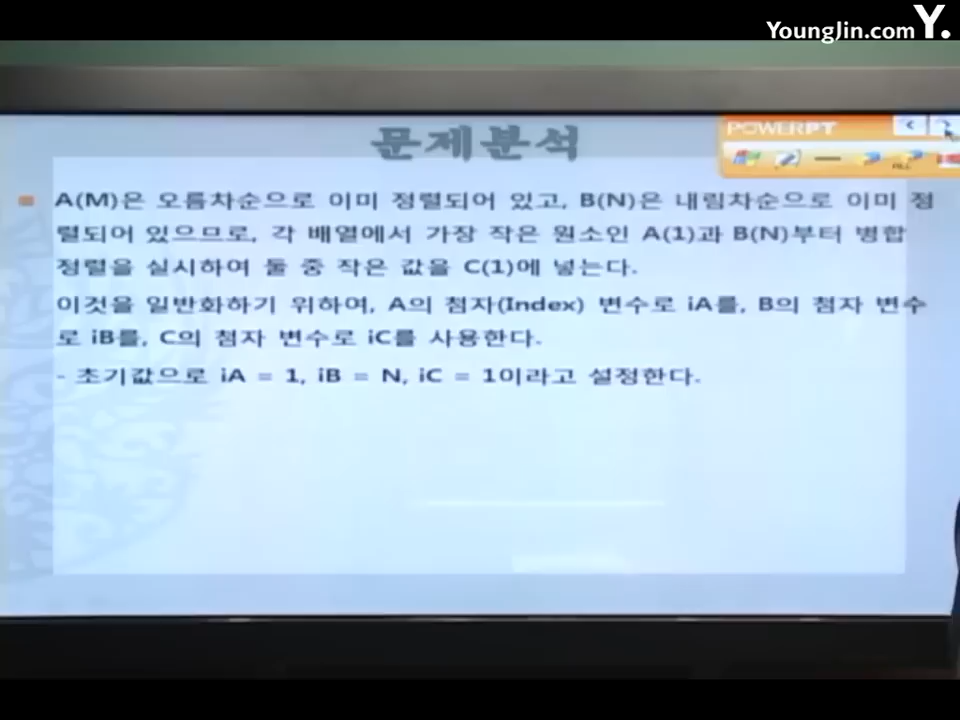 YoungJin.com Y.
문제분석
POWERPT
A(M)은 오름차순으로 이미 정렬되어 있고, B(N)은 내림차순으로 이미 정
렬되어 있으므로, 각 배열에서 가장 작은 원소인 A(1)과 B(N)부터 병합
정렬을 실시하여 둘 중 작은 값을 C(1)에 넣는다.
이것을 일반화하기 위하여, A의 첨자(Index) 변수로 iA를, B의 첨자 변수
로 iB를, C의 첨자 변수로 iC를 사용한다.
- 초기값으로 iA = 1, iB = N, iC = 1이라고 설정한다.